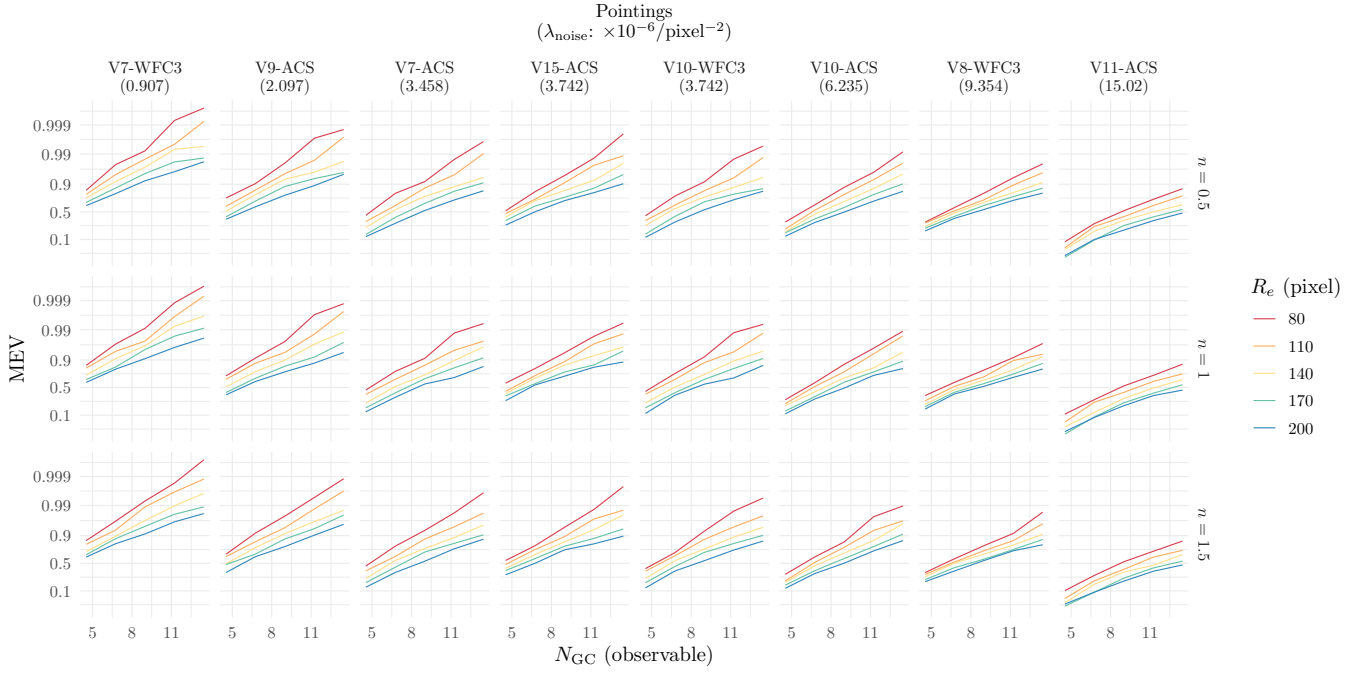 Pointings
(λnoise: ×10−6/pixel−2)
V7-WFC3 V9-ACS V7-ACS V15-ACS V10-WFC3 V10-ACS V8-WFC3 V11-ACS
(0.907) (2.097) (3.458) (3.742) (3.742) (6.235) (9.354) (15.02)
0.999
0.99
0.9
0.5
0.1
n = 0.5
0.999
0.99
0.9
0.5
0.1
n = 1
0.999
0.99
0.9
0.5
0.1
n = 1.5
MEV
5 8 11 5 8 11 5 8 11 5 8 11 5 8 11 5 8 11 5 8 11 5 8 11
NGC (observable)
Re (pixel)
80
110
140
170
200